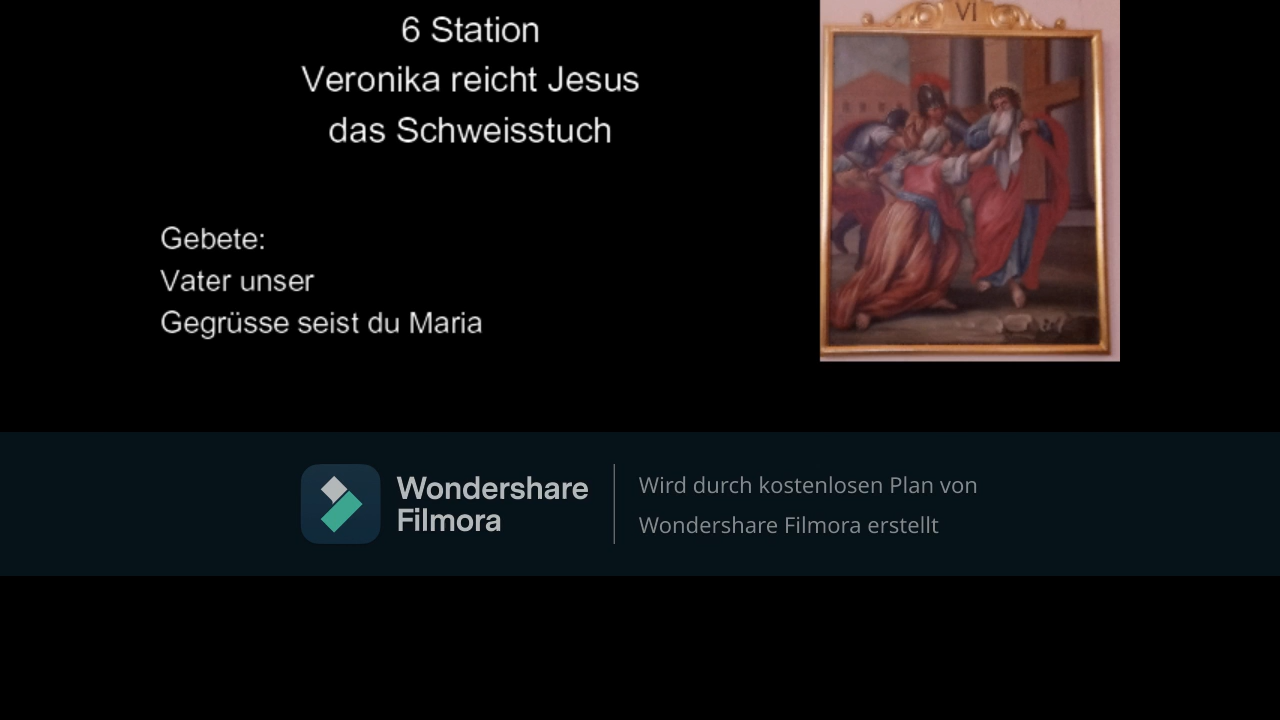 6 Station
Veronika reicht Jesus
das Schweisstuch
VI
Gebete:
Vater unser
Gegrüsse seist du Maria
Wondershare
Filmora
Wird durch kostenlosen Plan von
Wondershare Filmora erstellt